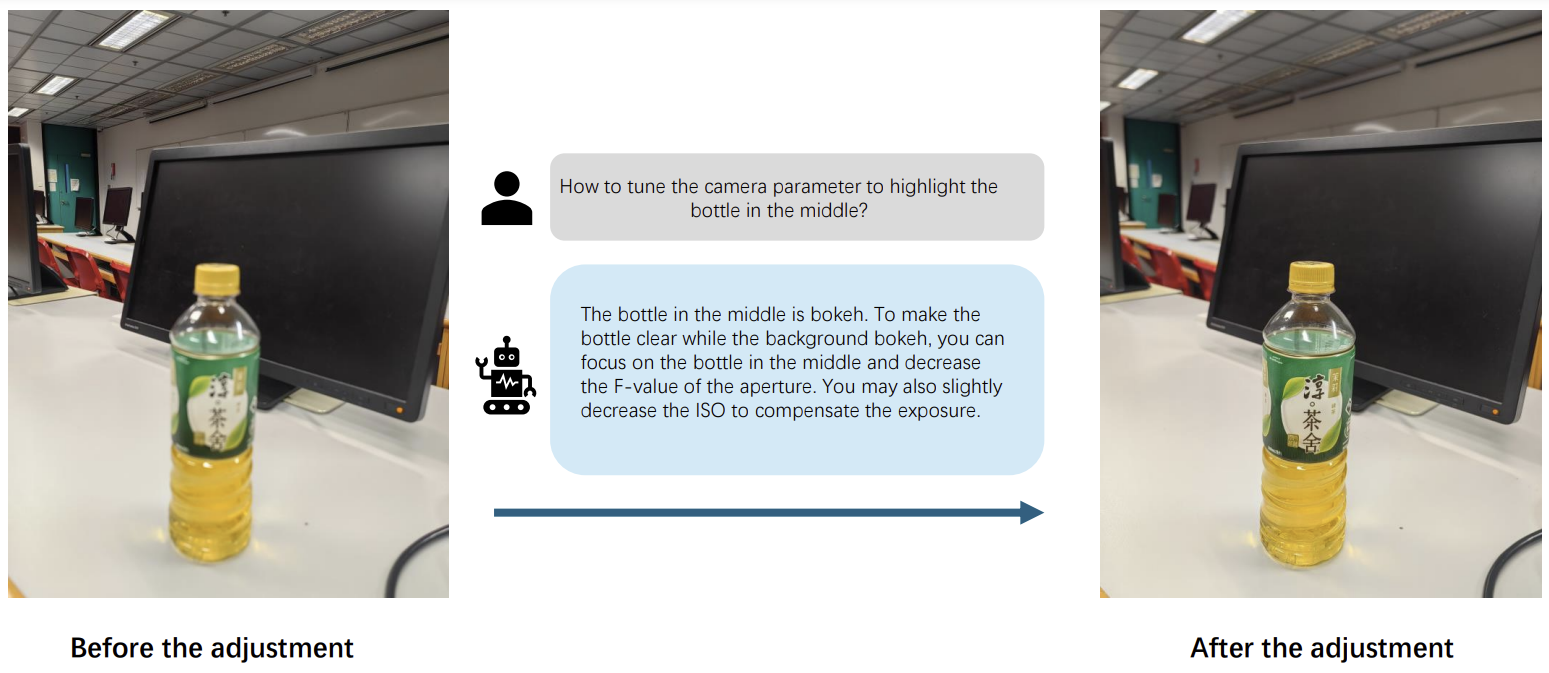 How to tune the camera parameter to highlight the
bottle in the middle?
The bottle in the middle is bokeh. To make the
bottle clear while the background bokeh, you can
focus on the bottle in the middle and decrease
the F-value of the aperture. You may also slightly
decrease the ISO to compensate the exposure.
淳。茶舍
淳。茶舍
Before the adjustment
After the adjustment